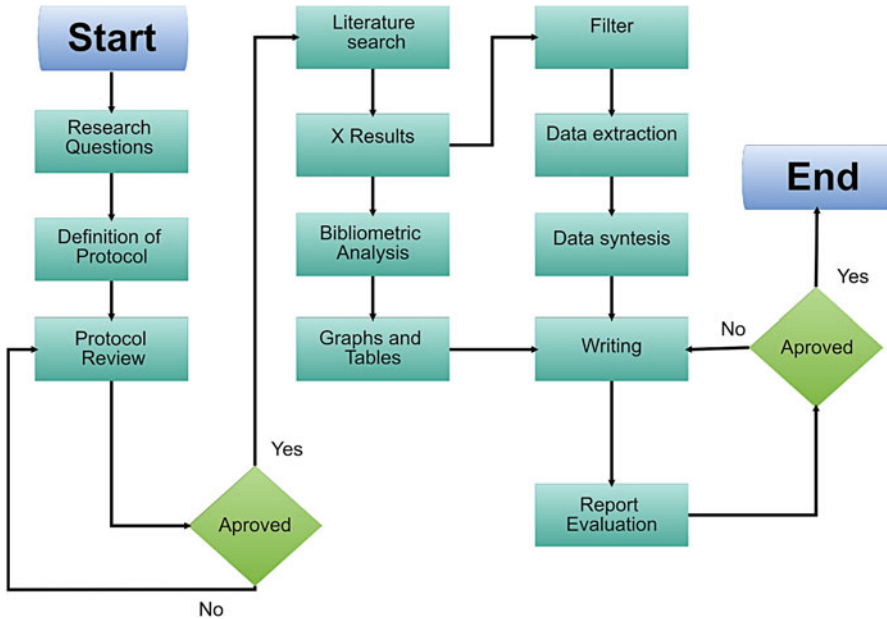 Start
Research
Questions
Definition of
Protocol
Protocol
Review
Aproved
Yes
No
Literature
search
X Results
Bibliometric
Analysis
Graphs and
Tables
Filter
Data extraction
Data syntesis
Writing
Report
Evaluation
Aproved
No
Yes
End